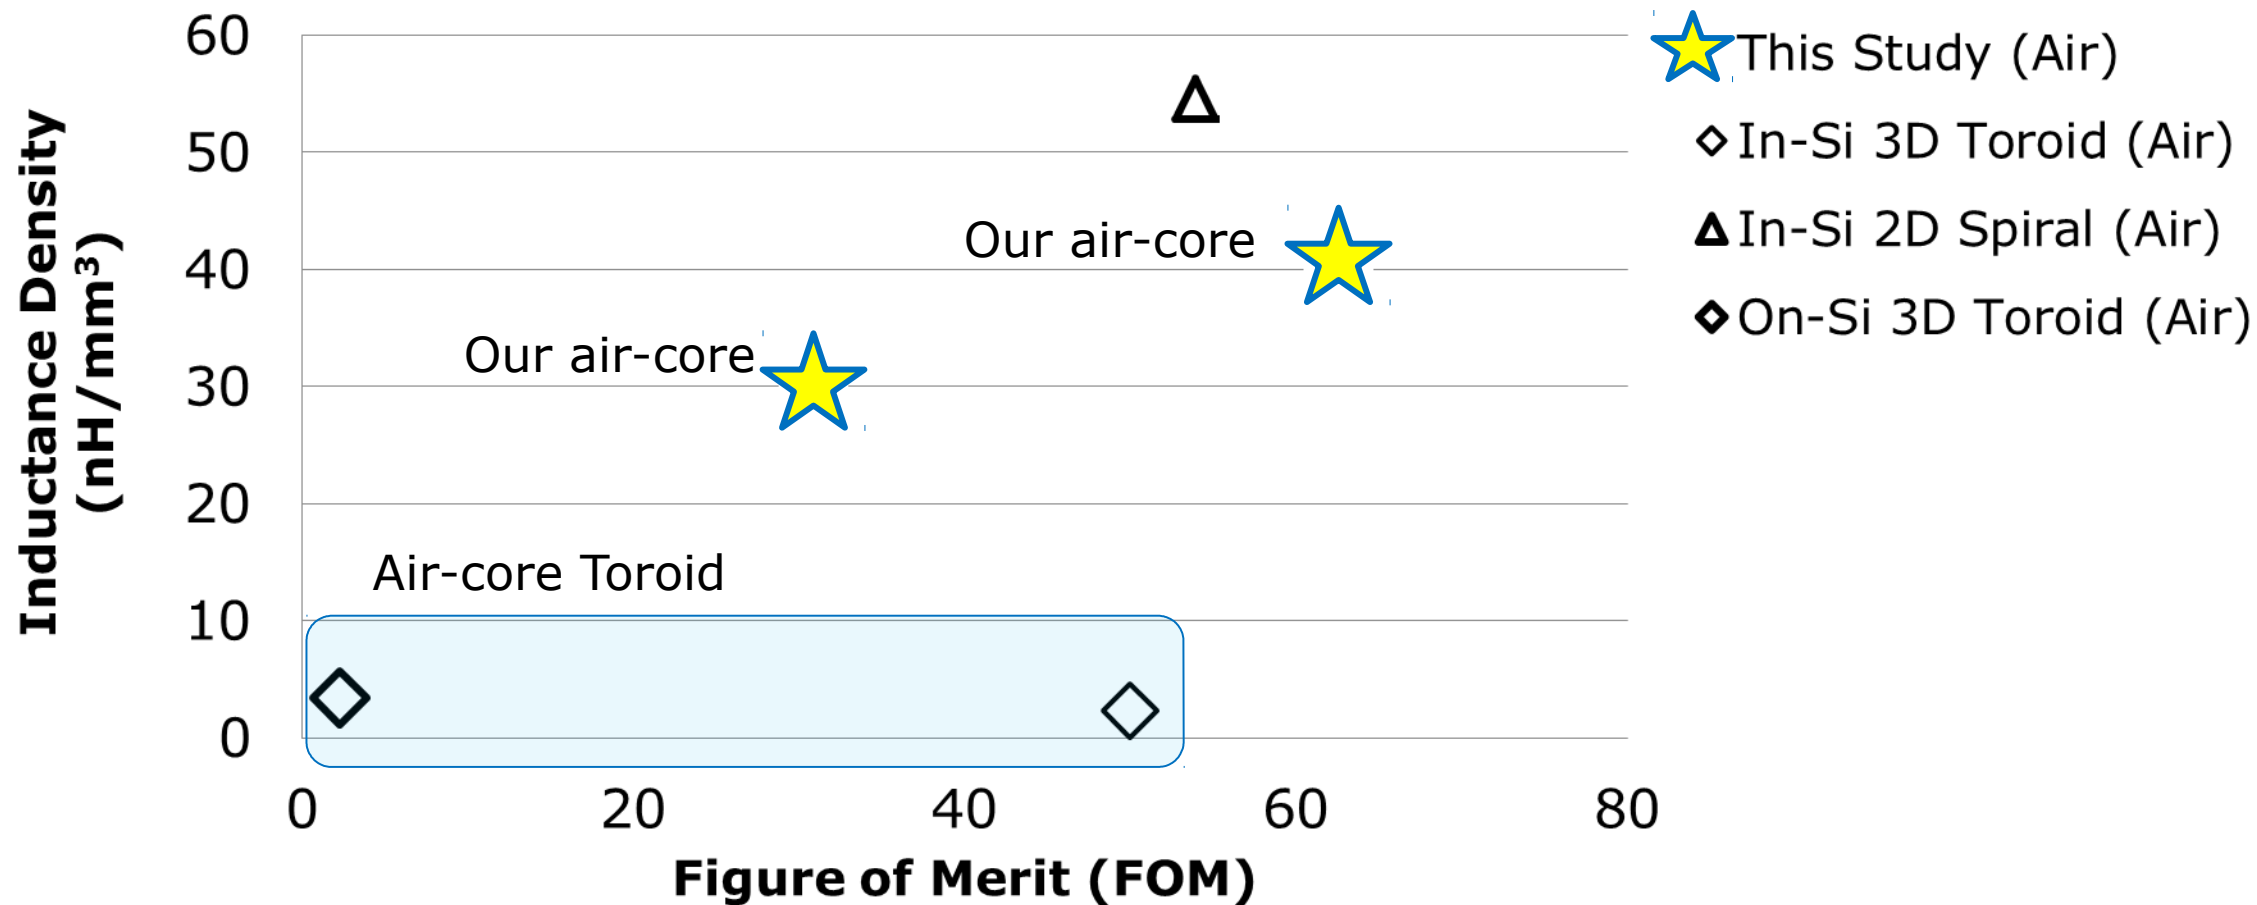 60
50
40
30
20
10
0
Inductance Density
(nH/mm³)
Our air-core
Our air-core
Air-core Toroid
0 20 40 60 80
Figure of Merit (FOM)
This Study (Air)
In-Si 3D Toroid (Air)
In-Si 2D Spiral (Air)
On-Si 3D Toroid (Air)